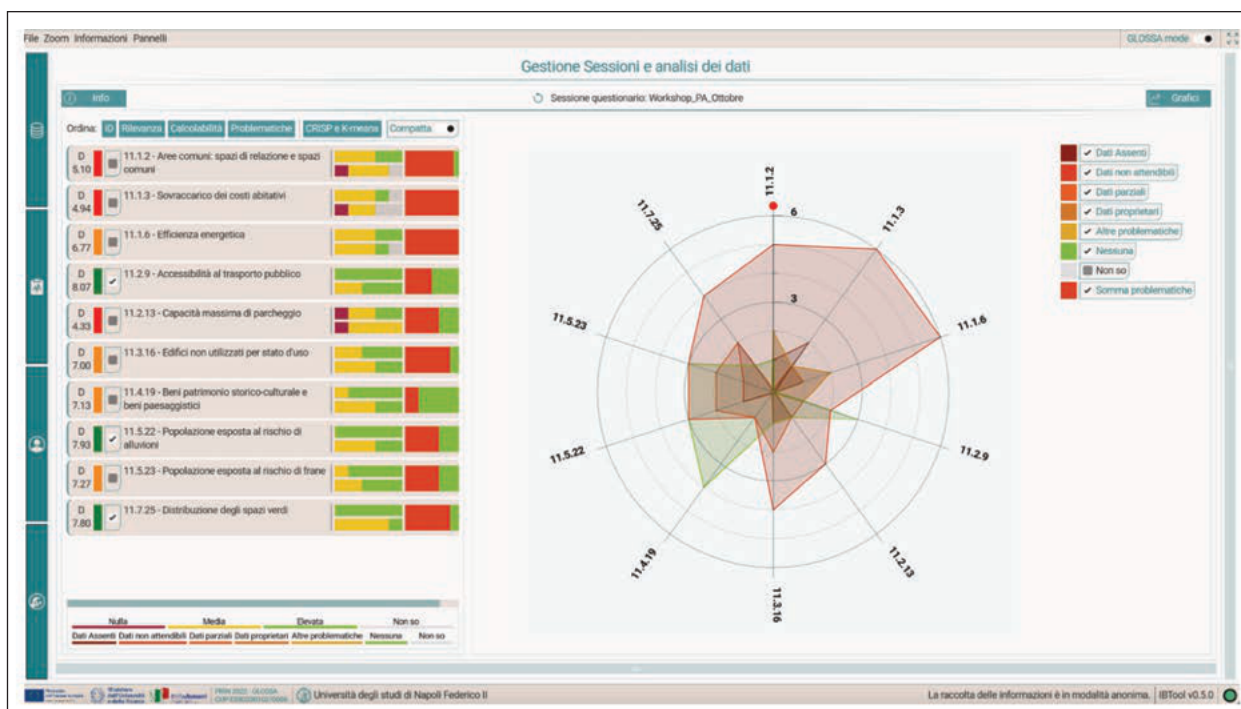 File Zoom Informazioni Pannelli
GLOSSA mode
Gestione Sessioni e analisi dei dati
Info
Sessione questionario: Workshop_PA_Ottobre
Grafici
Ordina: ID Rilevanza Calcolabilità Problematiche CRISP e K-means Compatta
D 5.10 11.1.2 - Aree comuni: spazi di relazione e spazi
comuni
D 4.94 11.1.3 - Sovraccarico dei costi abitativi
D 6.77 11.1.6 - Efficienza energetica
D 8.07 11.2.9 - Accessibilità al trasporto pubblico
D 4.33 11.2.13 - Capacità massima di parcheggio
D 7.00 11.3.16 - Edifici non utilizzati per stato d'uso
D 7.13 11.4.19 - Beni patrimonio storico-culturale e
beni paesaggistici
D 7.93 11.5.22 - Popolazione esposta al rischio di
alluvioni
D 7.27 11.5.23 - Popolazione esposta al rischio di frane
D 7.80 11.7.25 - Distribuzione degli spazi verdi
Nulla Media Elevata Non so
Dati Assenti Dati non attendibili Dati parziali Dati proprietari Altre problematiche Nessuna Non so
11.1.2
11.1.3
11.1.6
11.2.9
11.2.13
11.3.16
11.4.19
11.5.22
11.5.23
11.7.25
6
3
Dati Assenti
Dati non attendibili
Dati parziali
Dati proprietari
Altre problematiche
Nessuna
Non so
Somma problematiche
PRIN 2022 - GLOSSA
Università degli studi di Napoli Federico II
La raccolta delle informazioni è in modalità anonima.
IBTool v0.5.0